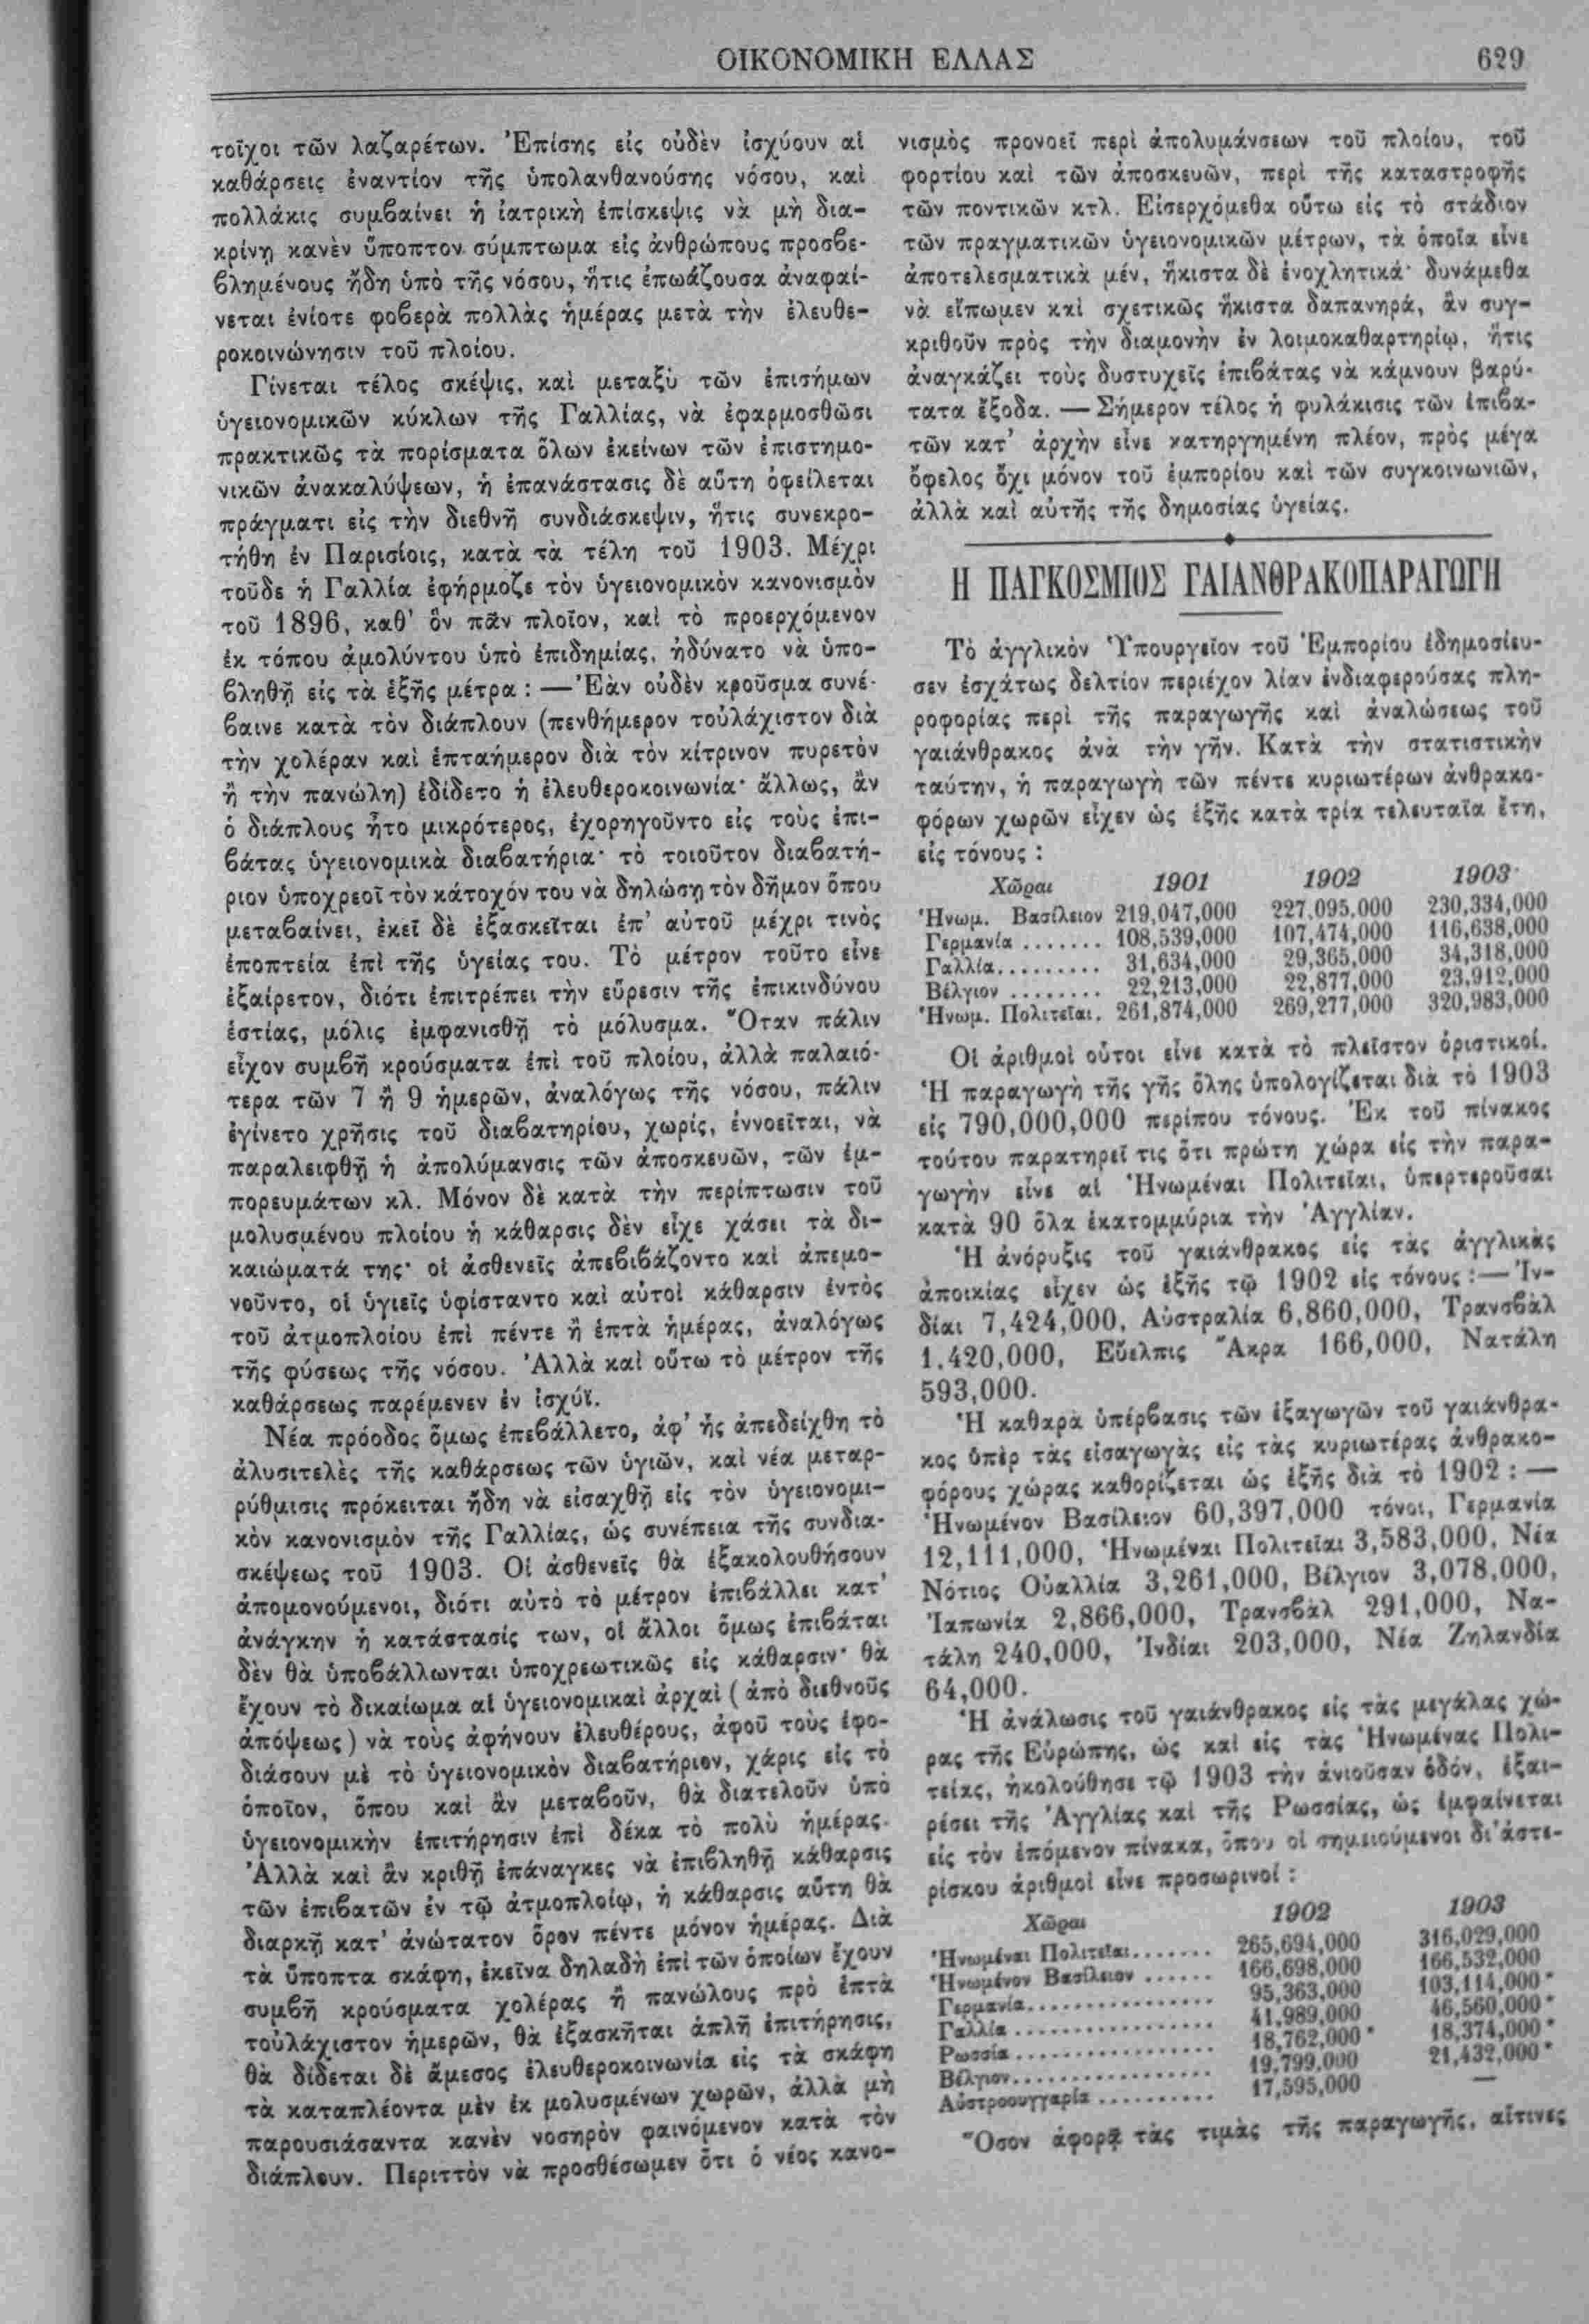 ΟΙΚΟΝΟΜΙΚΗ ΕΛΛΑΣ
629
τοῖχοι τῶν λαζαρέτων. Ἐπίσης εἰς οὐδὲν ἰσχύουν αἱ
καθάρσεις ἐναντίον τῆς ὑπολανθανούσης νόσου, καὶ
πολλάκις συμβαίνει ἡ ἰατρικὴ ἐπίσκεψις νὰ μὴ δια-
κρίνῃ κανὲν ὕποπτον σύμπτωμα εἰς ἀνθρώπους προσβε-
βλημένους ἤδη ὑπὸ τῆς νόσου, ἥτις ἐπωάζουσα ἀναφαί-
νεται ἐνίοτε φοβερὰ πολλὰς ἡμέρας μετὰ τὴν ἐλευθε-
ροκοινώνησιν τοῦ πλοίου.
Γίνεται τέλος σκέψις, καὶ μεταξὺ τῶν ἐπισήμων
ὑγειονομικῶν κύκλων τῆς Γαλλίας, νὰ ἐφαρμοσθῶσι
πρακτικῶς τὰ πορίσματα ὅλων ἐκείνων τῶν ἐπιστημο-
νικῶν ἀνακαλύψεων, ἡ ἐπανάστασις δὲ αὕτη ὀφείλεται
πράγματι εἰς τὴν διεθνῆ συνδιάσκεψιν, ἥτις συνεκρο-
τήθη ἐν Παρισίοις, κατὰ τὰ τέλη τοῦ 1903. Μέχρι
τοῦδε ἡ Γαλλία ἐφήρμοζε τὸν ὑγειονομικὸν κανονισμὸν
τοῦ 1896, καθ' ὃν πᾶν πλοῖον, καὶ τὸ προερχόμενον
ἐκ τόπου ἀμολύντου ὑπὸ ἐπιδημίας, ἠδύνατο νὰ ὑπο-
βληθῇ εἰς τὰ ἑξῆς μέτρα : —Ἐὰν οὐδὲν κροῦσμα συνέ-
βαινε κατὰ τὸν διάπλουν (πενθήμερον τοὐλάχιστον διὰ
τὴν χολέραν καὶ ἑπταήμερον διὰ τὸν κίτρινον πυρετὸν
ἢ τὴν πανώλη) ἐδίδετο ἡ ἐλευθεροκοινωνία· ἄλλως, ἂν
ὁ διάπλους ἦτο μικρότερος, ἐχορηγοῦντο εἰς τοὺς ἐπι-
βάτας ὑγειονομικὰ διαβατήρια· τὸ τοιοῦτον διαβατή-
ριον ὑποχρεοῖ τὸν κάτοχόν του νὰ δηλώσῃ τὸν δῆμον ὅπου
μεταβαίνει, ἐκεῖ δὲ ἐξασκεῖται ἐπ' αὐτοῦ μέχρι τινὸς
ἐποπτεία ἐπὶ τῆς ὑγείας του. Τὸ μέτρον τοῦτο εἶνε
ἐξαίρετον, διότι ἐπιτρέπει τὴν εὕρεσιν τῆς ἐπικινδύνου
ἑστίας, μόλις ἐμφανισθῇ τὸ μόλυσμα. Ὅταν πάλιν
εἶχον συμβῆ κρούσματα ἐπὶ τοῦ πλοίου, ἀλλὰ παλαιό-
τερα τῶν 7 ἢ 9 ἡμερῶν, ἀναλόγως τῆς νόσου, πάλιν
ἐγίνετο χρῆσις τοῦ διαβατηρίου, χωρίς, ἐννοεῖται, νὰ
παραλειφθῇ ἡ ἀπολύμανσις τῶν ἀποσκευῶν, τῶν ἐμ-
πορευμάτων κλ. Μόνον δὲ κατὰ τὴν περίπτωσιν τοῦ
μολυσμένου πλοίου ἡ κάθαρσις δὲν εἶχε χάσει τὰ δι-
καιώματά της· οἱ ἀσθενεῖς ἀπεβιβάζοντο καὶ ἀπεμο-
νοῦντο, οἱ ὑγιεῖς ὑφίσταντο καὶ αὐτοὶ κάθαρσιν ἐντὸς
τοῦ ἀτμοπλοίου ἐπὶ πέντε ἢ ἑπτὰ ἡμέρας, ἀναλόγως
τῆς φύσεως τῆς νόσου. Ἀλλὰ καὶ οὕτω τὸ μέτρον τῆς
καθάρσεως παρέμενεν ἐν ἰσχύϊ.
Νέα πρόοδος ὅμως ἐπεβάλλετο, ἀφ' ἧς ἀπεδείχθη τὸ
ἀλυσιτελὲς τῆς καθάρσεως τῶν ὑγιῶν, καὶ νέα μεταρ-
ρύθμισις πρόκειται ἤδη νὰ εἰσαχθῇ εἰς τὸν ὑγειονομι-
κὸν κανονισμὸν τῆς Γαλλίας, ὡς συνέπεια τῆς συνδια-
σκέψεως τοῦ 1903. Οἱ ἀσθενεῖς θὰ ἐξακολουθήσουν
ἀπομονούμενοι, διότι αὐτὸ τὸ μέτρον ἐπιβάλλει κατ'
ἀνάγκην ἡ κατάστασίς των, οἱ ἄλλοι ὅμως ἐπιβάται
δὲν θὰ ὑποβάλλωνται ὑποχρεωτικῶς εἰς κάθαρσιν· θὰ
ἔχουν τὸ δικαίωμα αἱ ὑγειονομικαὶ ἀρχαὶ (ἀπὸ διεθνοῦς
ἀπόψεως) νὰ τοὺς ἀφήνουν ἐλευθέρους, ἀφοῦ τοὺς ἐφο-
διάσουν μὲ τὸ ὑγειονομικὸν διαβατήριον, χάρις εἰς τὸ
ὁποῖον, ὅπου καὶ ἂν μεταβοῦν, θὰ διατελοῦν ὑπὸ
ὑγειονομικὴν ἐπιτήρησιν ἐπὶ δέκα τὸ πολὺ ἡμέρας.
Ἀλλὰ καὶ ἂν κριθῇ ἐπάναγκες νὰ ἐπιβληθῇ κάθαρσις
τῶν ἐπιβατῶν ἐν τῷ ἀτμοπλοίῳ, ἡ κάθαρσις αὕτη θὰ
διαρκῇ κατ' ἀνώτατον ὅρον πέντε μόνον ἡμέρας. Διὰ
τὰ ὕποπτα σκάφη, ἐκεῖνα δηλαδὴ ἐπὶ τῶν ὁποίων ἔχουν
συμβῆ κρούσματα χολέρας ἢ πανώλους πρὸ ἑπτὰ
τοὐλάχιστον ἡμερῶν, θὰ ἐξασκῆται ἁπλῆ ἐπιτήρησις,
θὰ δίδεται δὲ ἄμεσος ἐλευθεροκοινωνία εἰς τὰ σκάφη
τὰ καταπλέοντα μὲν ἐκ μολυσμένων χωρῶν, ἀλλὰ μὴ
παρουσιάσαντα κανὲν νοσηρὸν φαινόμενον κατὰ τὸν
διάπλουν. Περιττὸν νὰ προσθέσωμεν ὅτι ὁ νέος κανο-
νισμὸς προνοεῖ περὶ ἀπολυμάνσεων τοῦ πλοίου, τοῦ
φορτίου καὶ τῶν ἀποσκευῶν, περὶ τῆς καταστροφῆς
τῶν ποντικῶν κτλ. Εἰσερχόμεθα οὕτω εἰς τὸ στάδιον
τῶν πραγματικῶν ὑγειονομικῶν μέτρων, τὰ ὁποῖα εἶνε
ἀποτελεσματικὰ μέν, ἥκιστα δὲ ἐνοχλητικά· δυνάμεθα
νὰ εἴπωμεν καὶ σχετικῶς ἥκιστα δαπανηρά, ἂν συγ-
κριθοῦν πρὸς τὴν διαμονὴν ἐν λοιμοκαθαρτηρίῳ, ἥτις
ἀναγκάζει τοὺς δυστυχεῖς ἐπιβάτας νὰ κάμνουν βαρύ-
τατα ἔξοδα. — Σήμερον τέλος ἡ φυλάκισις τῶν ἐπιβα-
τῶν κατ' ἀρχὴν εἶνε κατηργημένη πλέον, πρὸς μέγα
ὄφελος ὄχι μόνον τοῦ ἐμπορίου καὶ τῶν συγκοινωνιῶν,
ἀλλὰ καὶ αὐτῆς τῆς δημοσίας ὑγείας.
Η ΠΑΓΚΟΣΜΙΟΣ ΓΑΙΑΝΘΡΑΚΟΠΑΡΑΓΩΓΗ
Τὸ ἀγγλικὸν Ὑπουργεῖον τοῦ Ἐμπορίου ἐδημοσίευ-
σεν ἐσχάτως δελτίον περιέχον λίαν ἐνδιαφερούσας πλη-
ροφορίας περὶ τῆς παραγωγῆς καὶ ἀναλώσεως τοῦ
γαιάνθρακος ἀνὰ τὴν γῆν. Κατὰ τὴν στατιστικὴν
ταύτην, ἡ παραγωγὴ τῶν πέντε κυριωτέρων ἀνθρακο-
φόρων χωρῶν εἶχεν ὡς ἑξῆς κατὰ τρία τελευταῖα ἔτη,
εἰς τόνους :
Χῶραι 1901 1902 1903
Ἡνωμ. Βασίλειον 219,047,000 227,095,000 230,334,000
Γερμανία ....... 108,539,000 107,474,000 116,638,000
Γαλλία.......... 31,634,000 29,365,000 34,318,000
Βέλγιον ........ 22,213,000 22,877,000 23,912,000
Ἡνωμ. Πολιτεῖαι. 261,874,000 269,277,000 320,983,000
Οἱ ἀριθμοὶ οὗτοι εἶνε κατὰ τὸ πλεῖστον ὁριστικοί.
Ἡ παραγωγὴ τῆς γῆς ὅλης ὑπολογίζεται διὰ τὸ 1903
εἰς 790,000,000 περίπου τόνους. Ἐκ τοῦ πίνακος
τούτου παρατηρεῖ τις ὅτι πρώτη χώρα εἰς τὴν παρα-
γωγὴν εἶνε αἱ Ἡνωμέναι Πολιτεῖαι, ὑπερτεροῦσαι
κατὰ 90 ὅλα ἑκατομμύρια τὴν Ἀγγλίαν.
Ἡ ἀνόρυξις τοῦ γαιάνθρακος εἰς τὰς ἀγγλικὰς
ἀποικίας εἶχεν ὡς ἑξῆς τῷ 1902 εἰς τόνους :— Ἰν-
δίαι 7,424,000, Αὐστραλία 6,860,000, Τρανσβὰλ
1,420,000, Εὔελπις Ἄκρα 166,000, Νατάλη
593,000.
Ἡ καθαρὰ ὑπέρβασις τῶν ἐξαγωγῶν τοῦ γαιάνθρα-
κος ὑπὲρ τὰς εἰσαγωγὰς εἰς τὰς κυριωτέρας ἀνθρακο-
φόρους χώρας καθορίζεται ὡς ἑξῆς διὰ τὸ 1902 : —
Ἡνωμένον Βασίλειον 60,397,000 τόνοι, Γερμανία
12,111,000, Ἡνωμέναι Πολιτεῖαι 3,583,000, Νέα
Νότιος Οὐαλλία 3,261,000, Βέλγιον 3,078,000,
Ἰαπωνία 2,866,000, Τρανσβὰλ 291,000, Να-
τάλη 240,000, Ἰνδίαι 203,000, Νέα Ζηλανδία
64,000.
Ἡ ἀνάλωσις τοῦ γαιάνθρακος εἰς τὰς μεγάλας χώ-
ρας τῆς Εὐρώπης, ὡς καὶ εἰς τὰς Ἡνωμένας Πολι-
τείας, ἠκολούθησε τῷ 1903 τὴν ἀνιοῦσαν ὁδόν, ἐξαι-
ρέσει τῆς Ἀγγλίας καὶ τῆς Ρωσσίας, ὡς ἐμφαίνεται
εἰς τὸν ἑπόμενον πίνακα, ὅπου οἱ σημειούμενοι δι' ἀστε-
ρίσκου ἀριθμοὶ εἶνε προσωρινοί :
Χῶραι 1902 1903
Ἡνωμέναι Πολιτεῖαι....... 265,694,000 316,029,000
Ἡνωμένον Βασίλειον ...... 166,698,000 166,532,000
Γερμανία................. 95,363,000 103,114,000*
Γαλλία .................. 41,989,000 46,560,000*
Ρωσσία................... 18,762,000* 18,374,000*
Βέλγιον.................. 19,799,000 21,432,000*
Αὐστροουγγαρία .......... 17,595,000 —
Ὅσον ἀφορᾷ τὰς τιμὰς τῆς παραγωγῆς, αἵτινες